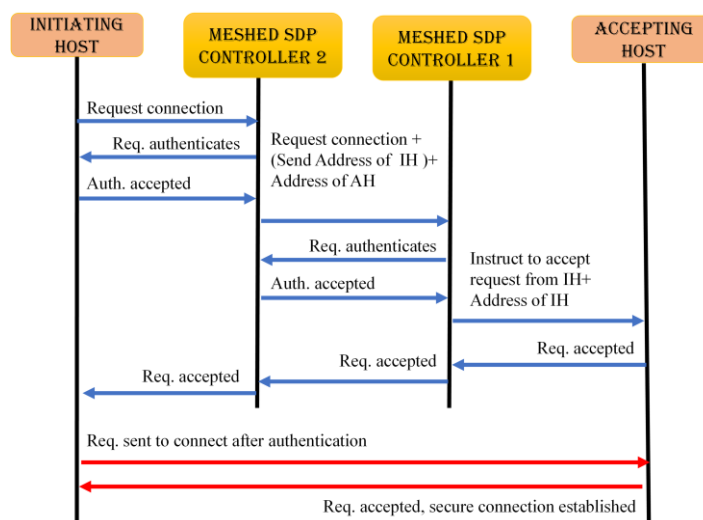 INITIATING
HOST
MESHED SDP
CONTROLLER 2
MESHED SDP
CONTROLLER 1
ACCEPTING
HOST
Request connection
Req. authenticates
Auth. accepted
Request connection +
(Send Address of IH )+
Address of AH
Req. authenticates
Auth. accepted
Instruct to accept
request from IH+
Address of IH
Req. accepted
Req. accepted
Req. accepted
Req. sent to connect after authentication
Req. accepted, secure connection established